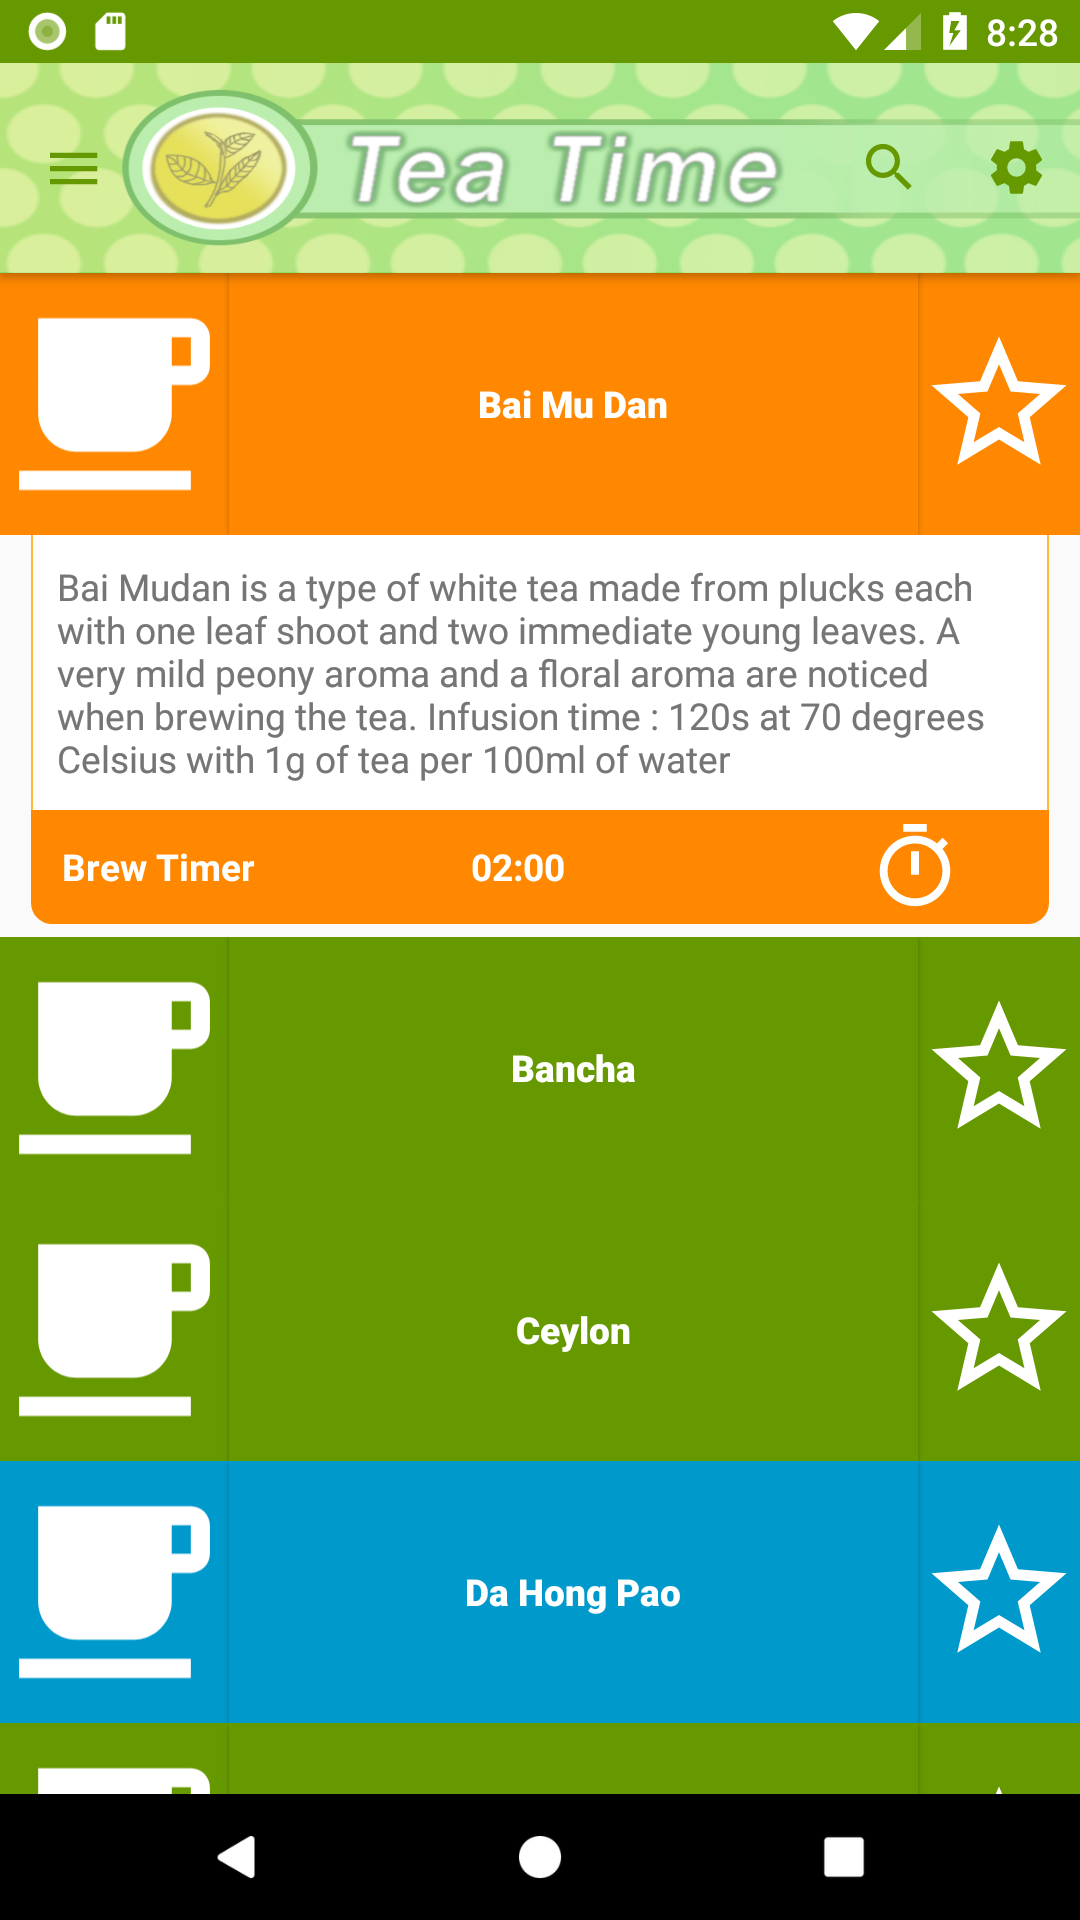 8:28
Tea Time
Bai Mu Dan
Bai Mudan is a type of white tea made from plucks each
with one leaf shoot and two immediate young leaves. A
very mild peony aroma and a floral aroma are noticed
when brewing the tea. Infusion time : 120s at 70 degrees
Celsius with 1g of tea per 100ml of water
Brew Timer 02:00
Bancha
Ceylon
Da Hong Pao